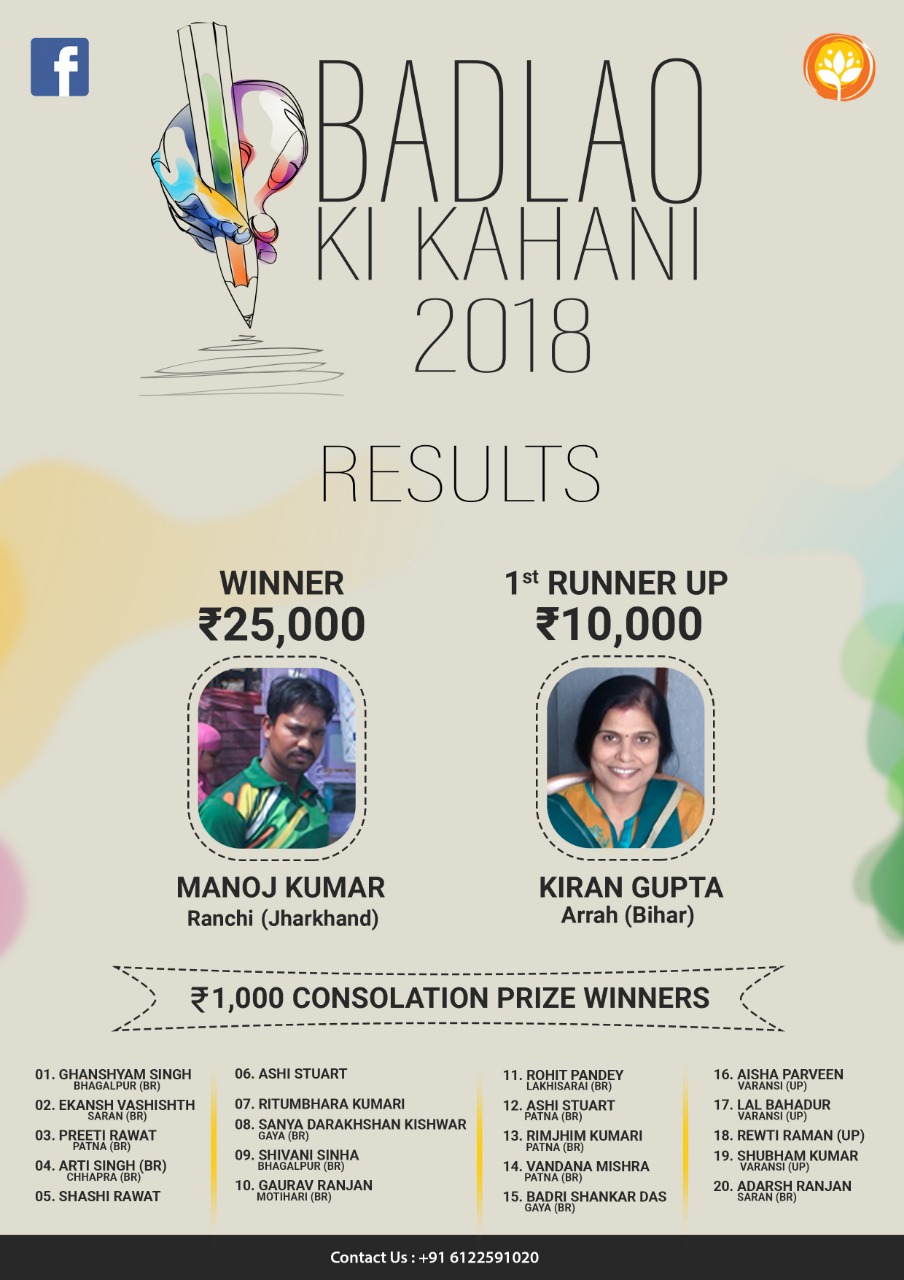 f
BADLAO
KI KAHANI
2018
RESULTS
WINNER
₹25,000
MANOJ KUMAR
Ranchi (Jharkhand)
1st RUNNER UP
₹10,000
KIRAN GUPTA
Arrah (Bihar)
₹1,000 CONSOLATION PRIZE WINNERS
01. GHANSHYAM SINGH
BHAGALPUR (BR)
02. EKANSH VASHISHTH
SARAN (BR)
03. PREETI RAWAT
PATNA (BR)
04. ARTI SINGH (BR)
CHHAPRA (BR)
05. SHASHI RAWAT
06. ASHI STUART
07. RITUMBHARA KUMARI
08. SANYA DARAKHSHAN KISHWAR
GAYA (BR)
09. SHIVANI SINHA
BHAGALPUR (BR)
10. GAURAV RANJAN
MOTIHARI (BR)
11. ROHIT PANDEY
LAKHISARAI (BR)
12. ASHI STUART
PATNA (BR)
13. RIMJHIM KUMARI
PATNA (BR)
14. VANDANA MISHRA
PATNA (BR)
15. BADRI SHANKAR DAS
GAYA (BR)
16. AISHA PARVEEN
VARANSI (UP)
17. LAL BAHADUR
VARANSI (UP)
18. REWTI RAMAN (UP)
19. SHUBHAM KUMAR
VARANSI (UP)
20. ADARSH RANJAN
SARAN (BR)
Contact Us : +91 6122591020